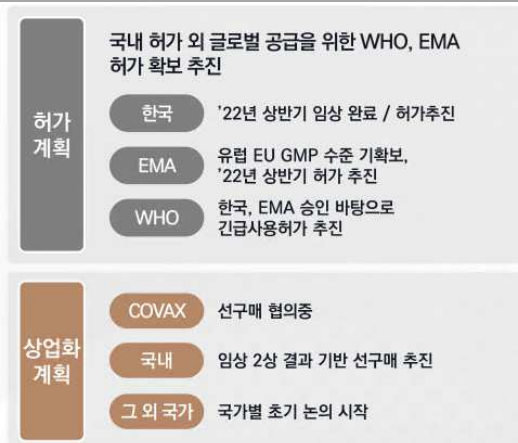 허가
계획
국내 허가 외 글로벌 공급을 위한 WHO, EMA
허가 확보 추진
한국
'22년 상반기 임상 완료 / 허가추진
EMA
유럽 EU GMP 수준 기확보,
'22년 상반기 허가 추진
WHO
한국, EMA 승인 바탕으로
긴급사용허가 추진
상업화
계획
COVAX
선구매 협의중
국내
임상 2상 결과 기반 선구매 추진
그 외 국가
국가별 초기 논의 시작